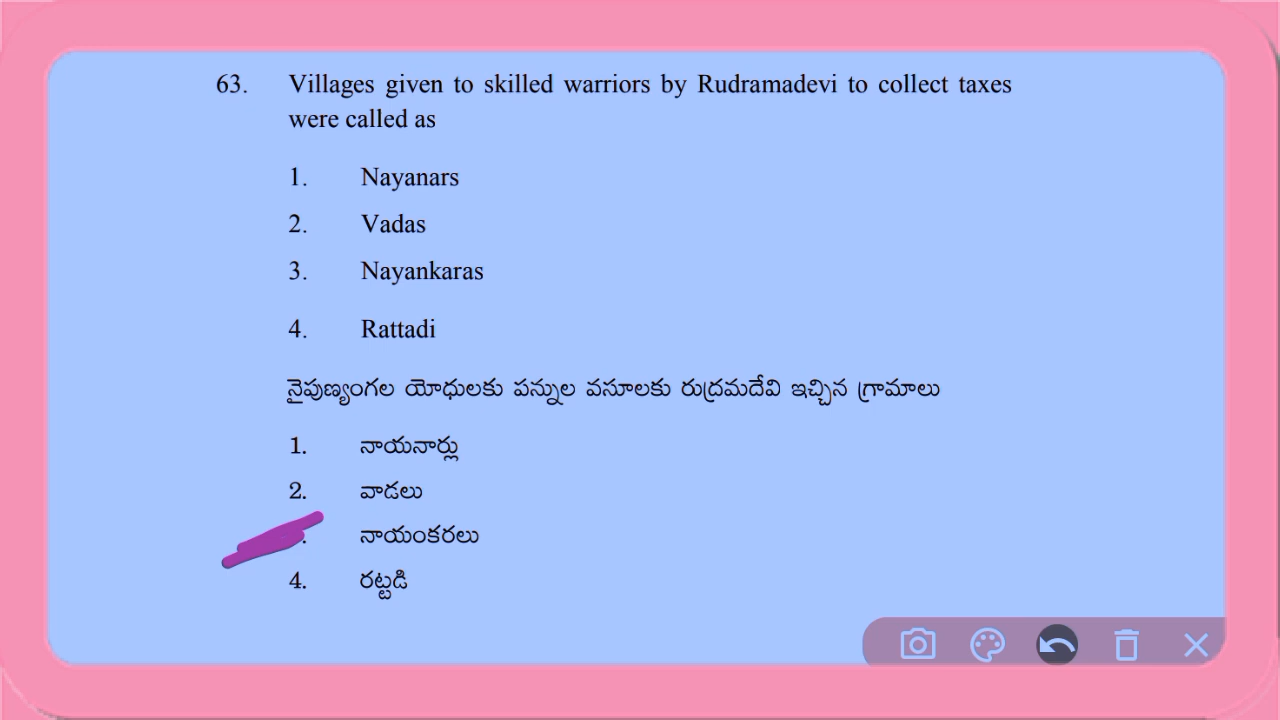 63. Villages given to skilled warriors by Rudramadevi to collect taxes
were called as
1. Nayanars
2. Vadas
3. Nayankaras
4. Rattadi
నైపుణ్యంగల యోధులకు పన్నుల వసూలకు రుద్రమదేవి ఇచ్చిన గ్రామాలు
1. నాయనార్లు
2. వాడలు
. నాయంకరలు
4. రట్టడి